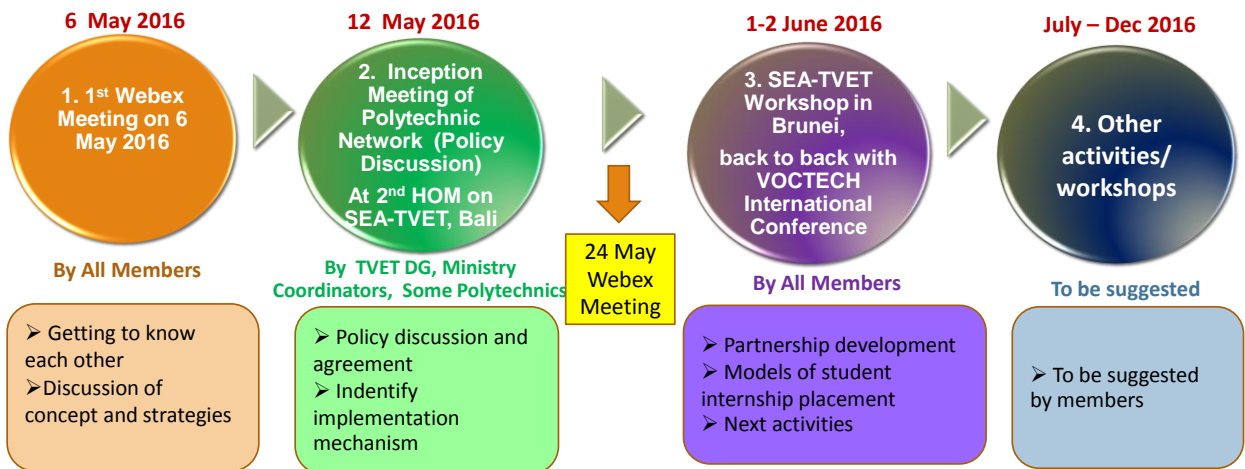 6 May 2016
12 May 2016
1-2 June 2016
July – Dec 2016
1. 1st Webex
Meeting on 6
May 2016
2. Inception
Meeting of
Polytechnic
Network (Policy
Discussion)
At 2nd HOM on
SEA-TVET, Bali
3. SEA-TVET
Workshop in
Brunei,
back to back with
VOCTECH
International
Conference
4. Other
activities/
workshops
By All Members
By TVET DG, Ministry
Coordinators, Some Polytechnics
24 May
Webex
Meeting
By All Members
To be suggested
➢ Getting to know
each other
➢Discussion of
concept and strategies
➢ Policy discussion and
agreement
➢ Indentify
implementation
mechanism
➢ Partnership development
➢ Models of student
internship placement
➢ Next activities
➢ To be suggested
by members